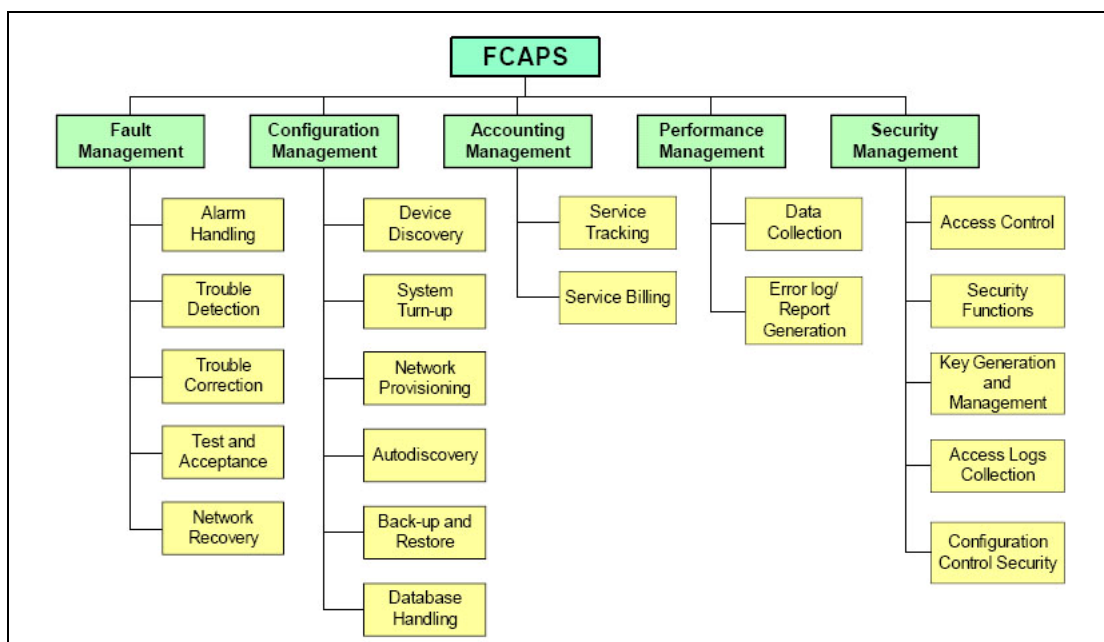 FCAPS
Fault
Management
Configuration
Management
Accounting
Management
Performance
Management
Security
Management
Alarm
Handling
Trouble
Detection
Trouble
Correction
Test and
Acceptance
Network
Recovery
Device
Discovery
System
Turn-up
Network
Provisioning
Autodiscovery
Back-up and
Restore
Database
Handling
Service
Tracking
Service Billing
Data
Collection
Error log/
Report
Generation
Access Control
Security
Functions
Key Generation
and
Management
Access Logs
Collection
Configuration
Control Security